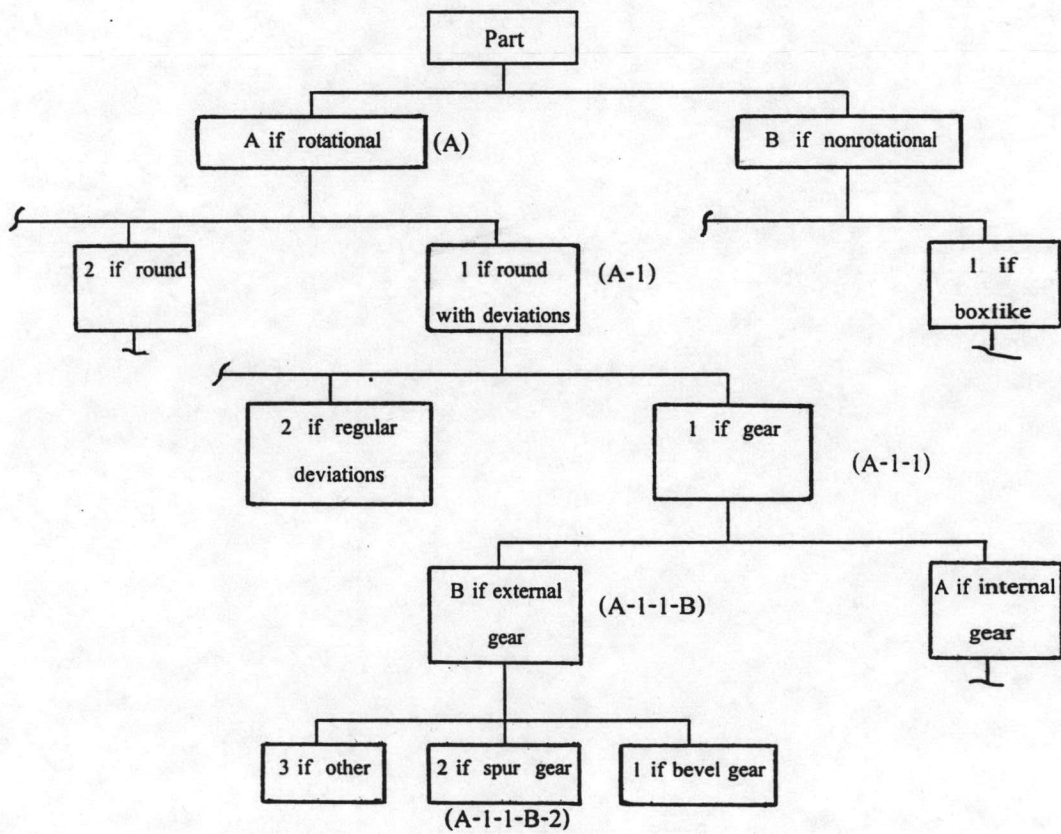 Part
A if rotational
(A)
B if nonrotational
2 if round
1 if round
with deviations
(A-1)
1 if
boxlike
2 if regular
deviations
1 if gear
(A-1-1)
B if external
gear
(A-1-1-B)
A if internal
gear
3 if other
2 if spur gear
1 if bevel gear
(A-1-1-B-2)